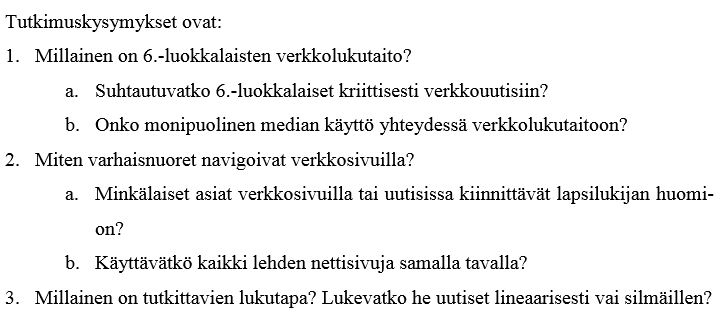 Tutkimuskysymykset ovat:
1. Millainen on 6.-luokkalaisten verkkolukutaito?
a. Suhtautuvatko 6.-luokkalaiset kriittisesti verkkouutisiin?
b. Onko monipuolinen median käyttö yhteydessä verkkolukutaitoon?
2. Miten varhaisnuoret navigoivat verkkosivuilla?
a. Minkälaiset asiat verkkosivuilla tai uutisissa kiinnittävät lapsilukijan huomi-
on?
b. Käyttävätkö kaikki lehden nettisivuja samalla tavalla?
3. Millainen on tutkittavien lukutapa? Lukevatko he uutiset lineaarisesti vai silmäillen?